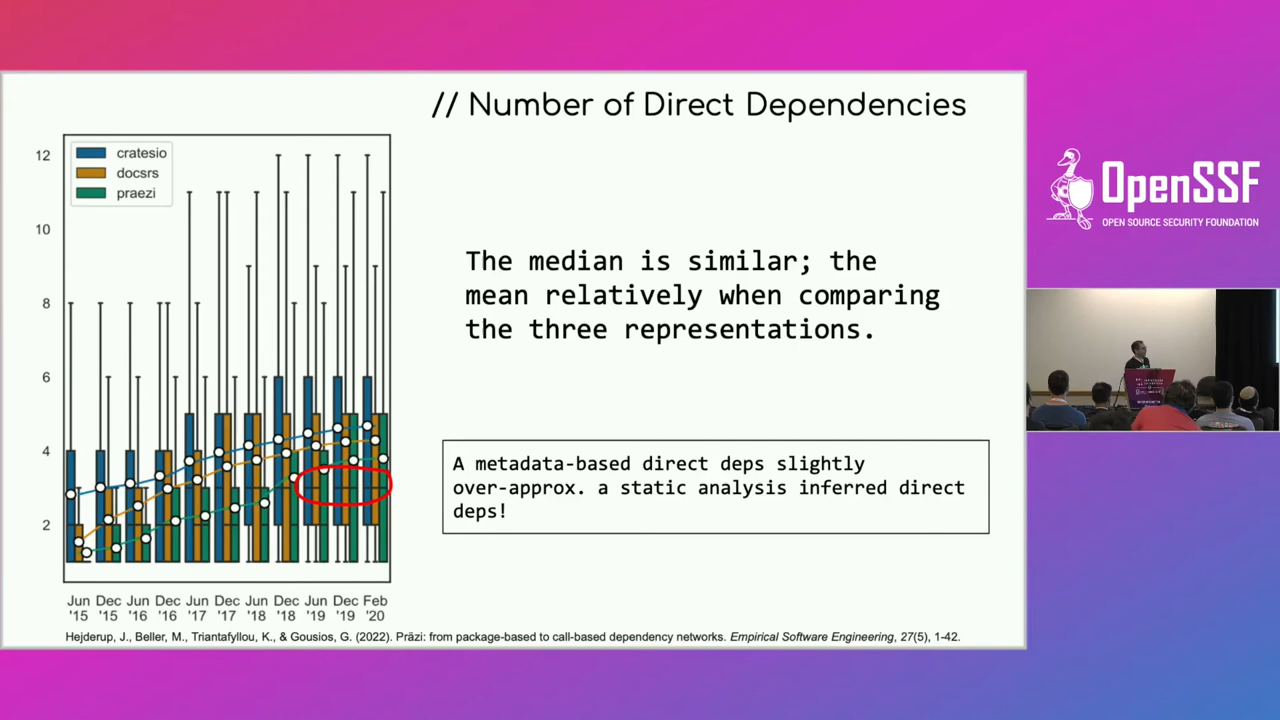 // Number of Direct Dependencies
12
10
8
6
4
2
cratesio
docsrs
praezi
Jun Dec Jun Dec Jun Dec Jun Dec Jun Dec Feb
'15 '15 '16 '16 '17 '17 '18 '18 '19 '19 '20
The median is similar; the
mean relatively when comparing
the three representations.
A metadata-based direct deps slightly
over-approx. a static analysis inferred direct
deps!
Hejderup, J., Beller, M., Triantafyllou, K., & Gousios, G. (2022). Präzi: from package-based to call-based dependency networks. Empirical Software Engineering, 27(5), 1-42.
OpenSSF
OPEN SOURCE SECURITY FOUNDATION